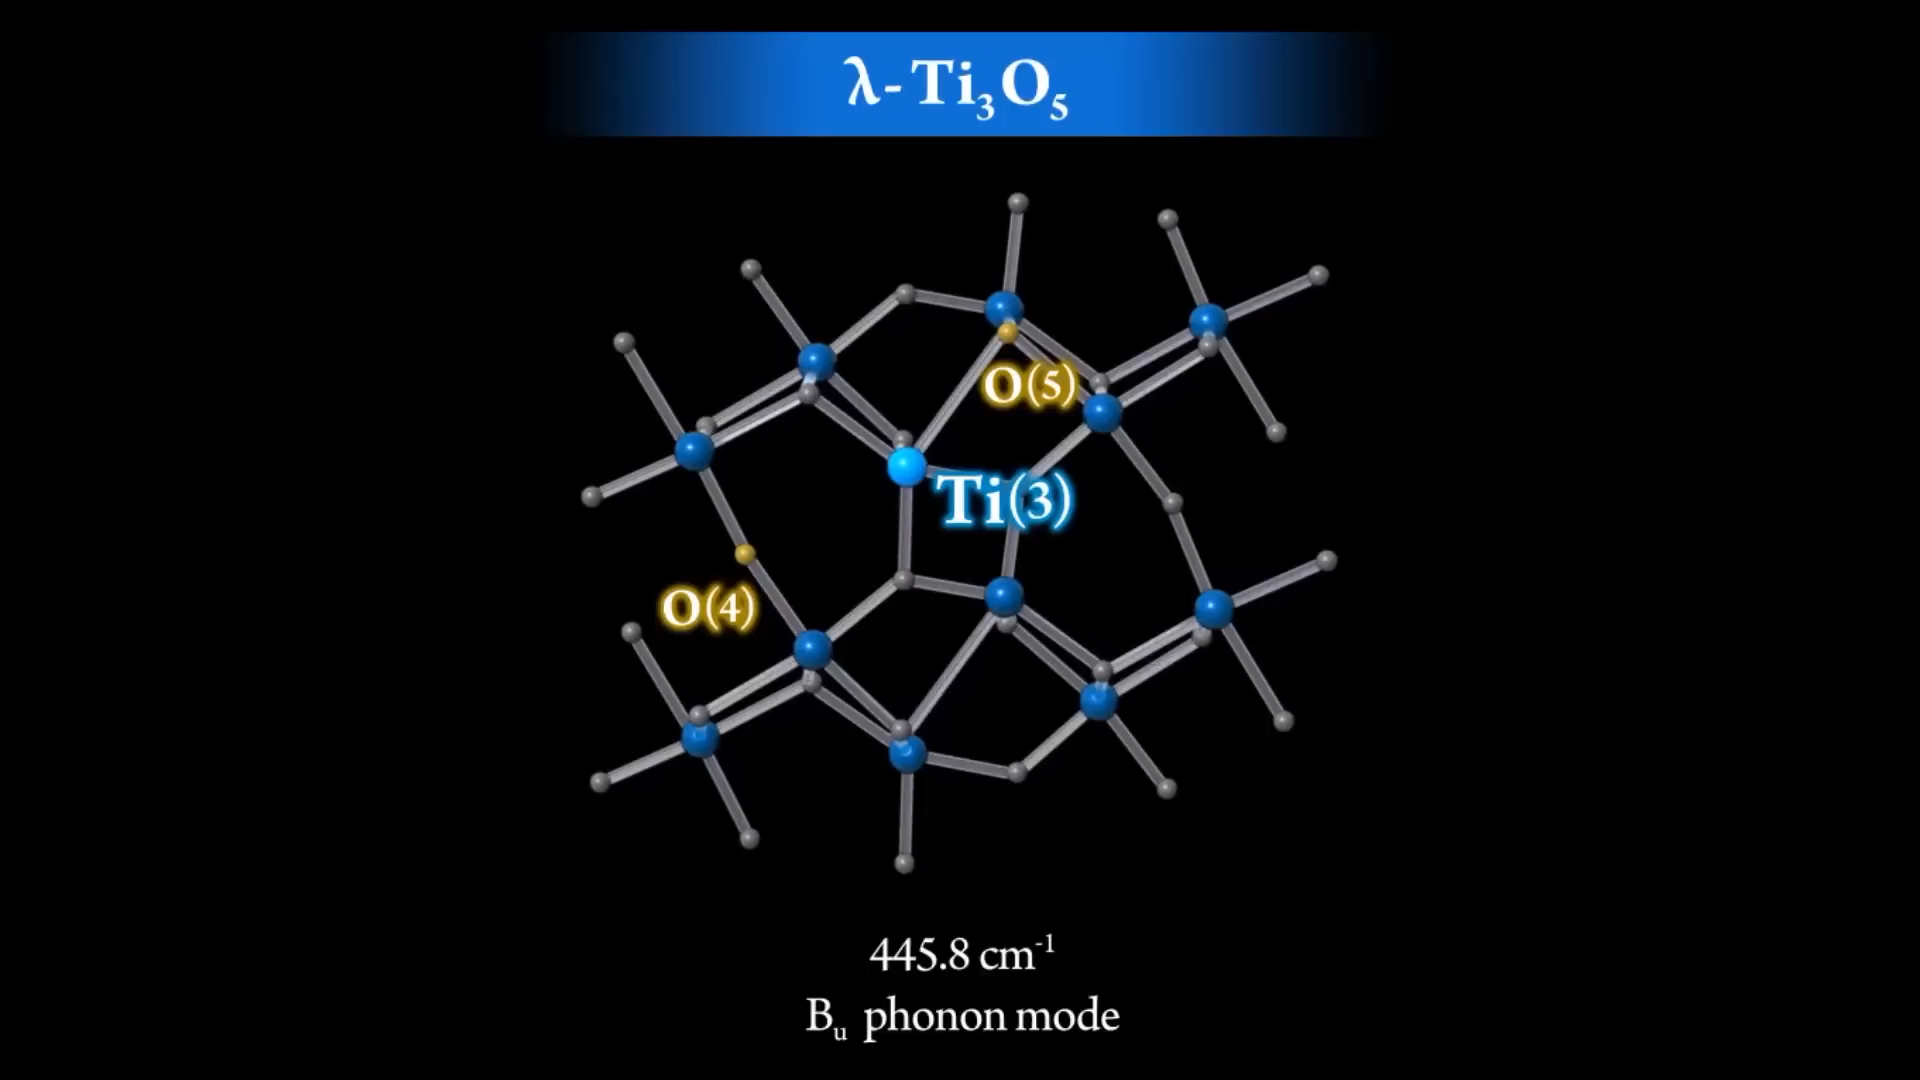 λ-Ti₃O₅
O(5)
Ti(3)
O(4)
445.8 cm⁻¹
Bᵤ phonon mode